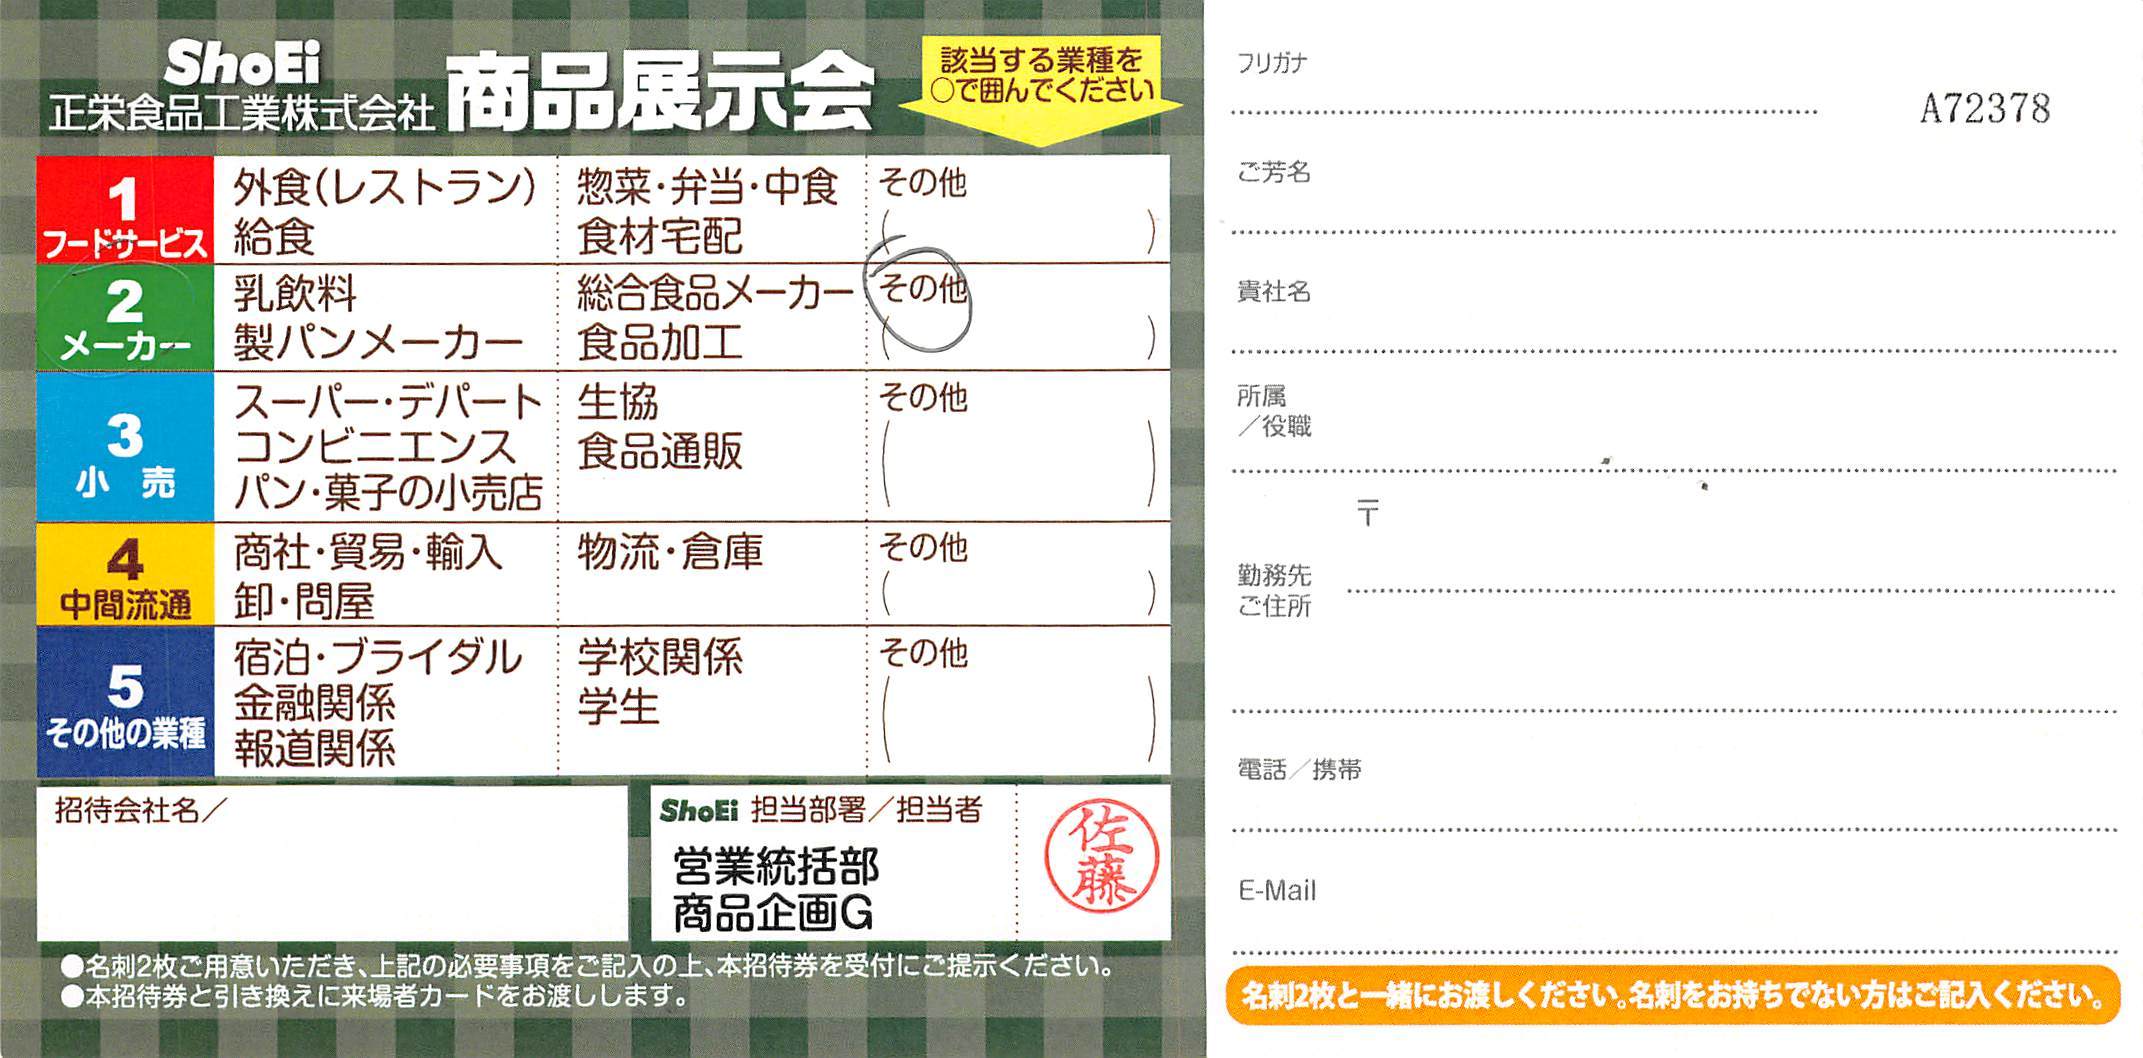 ShoEi
正栄食品工業株式会社
商品展示会
該当する業種を
○で囲んでください
1
フードサービス
外食(レストラン)
給食
惣菜・弁当・中食
食材宅配
その他
( )
2
メーカー
乳飲料
製パンメーカー
総合食品メーカー
食品加工
その他
( )
3
小 売
スーパー・デパート
コンビニエンス
パン・菓子の小売店
生協
食品通販
その他
( )
4
中間流通
商社・貿易・輸入
卸・問屋
物流・倉庫
その他
( )
5
その他の業種
宿泊・ブライダル
金融関係
報道関係
学校関係
学生
その他
( )
招待会社名／
ShoEi 担当部署／担当者
営業統括部
商品企画G
佐藤
●名刺2枚ご用意いただき、上記の必要事項をご記入の上、本招待券を受付にご提示ください。
●本招待券と引き換えに来場者カードをお渡しします。
フリガナ
A72378
ご芳名
貴社名
所属
／役職
〒
勤務先
ご住所
電話／携帯
E-Mail
名刺2枚と一緒にお渡しください。名刺をお持ちでない方はご記入ください。